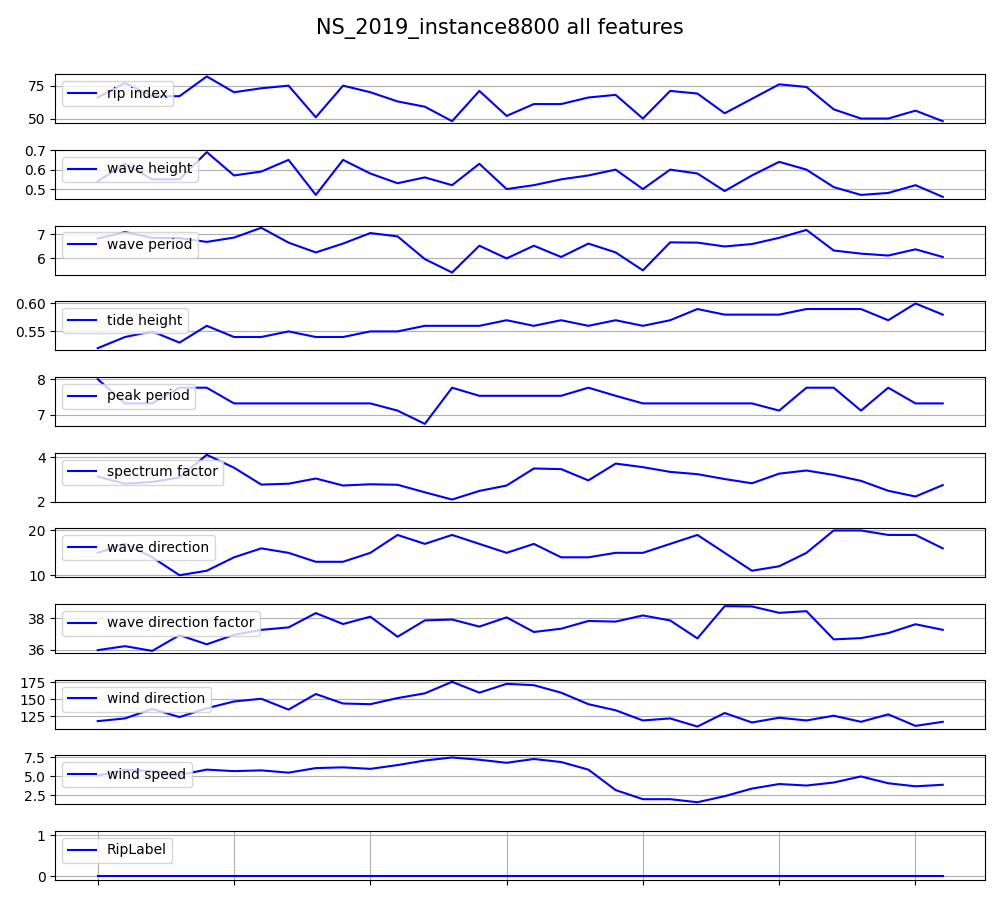 NS_2019_instance8800 all features
75
50
rip index
0.7
0.6
0.5
wave height
7
6
wave period
0.60
0.55
tide height
8
7
peak period
4
2
spectrum factor
20
10
wave direction
38
36
wave direction factor
175
150
125
wind direction
7.5
5.0
2.5
wind speed
1
0
RipLabel